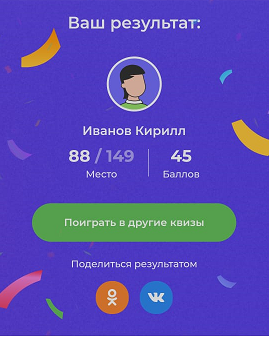 Ваш результат:
Иванов Кирилл
88 / 149 45
Место Баллов
Поиграть в другие квизы
Поделиться результатом